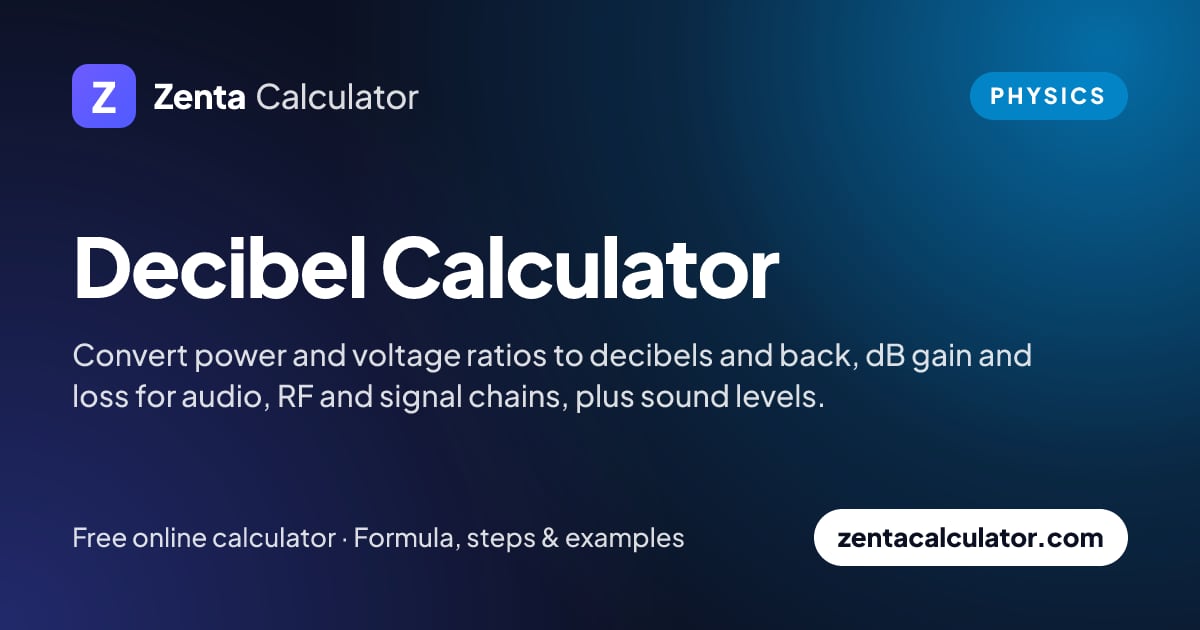 Z
Zenta Calculator
PHYSICS
Decibel Calculator
Convert power and voltage ratios to decibels and back, dB gain and
loss for audio, RF and signal chains, plus sound levels.
Free online calculator · Formula, steps & examples
zentacalculator.com